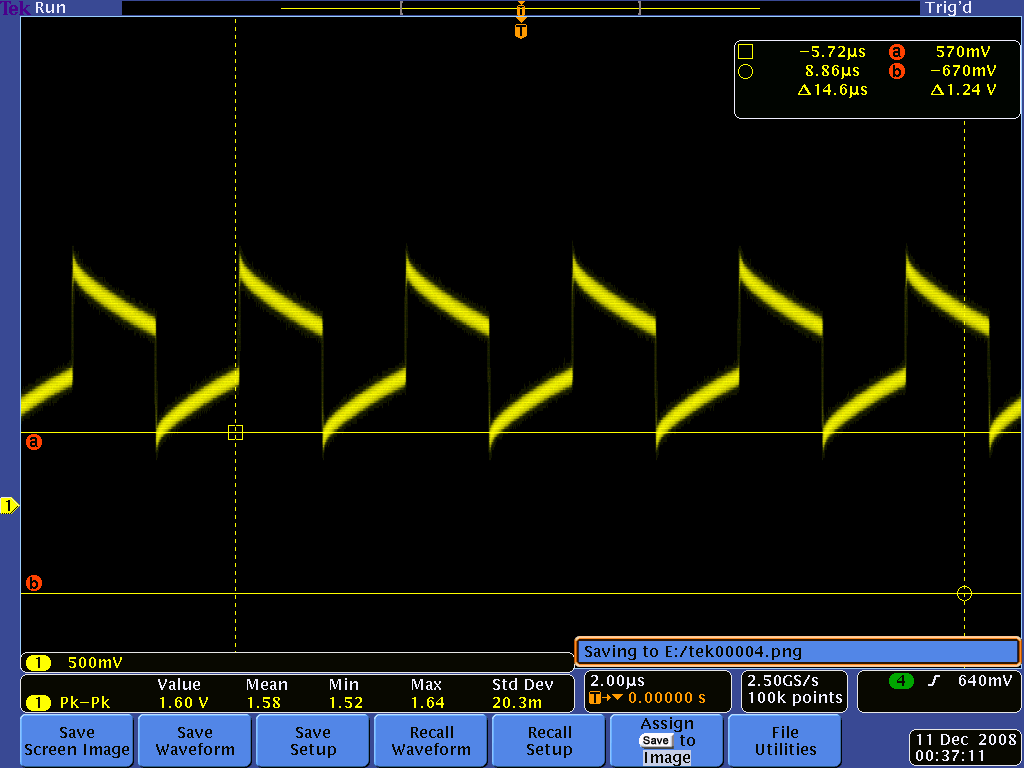 Tek Run Trig'd
T
T
−5.72µs a 570mV
8.86µs b −670mV
Δ14.6µs Δ1.24 V
a
1
b
Saving to E:/tek00004.png
1 500mV
Value Mean Min Max Std Dev
1 Pk−Pk 1.60 V 1.58 1.52 1.64 20.3m
2.00µs
T→▼ 0.00000 s
2.50GS/s
100k points
4 640mV
Save
Screen Image
Save
Waveform
Save
Setup
Recall
Waveform
Recall
Setup
Assign
Save to
Image
File
Utilities
11 Dec 2008
00:37:11